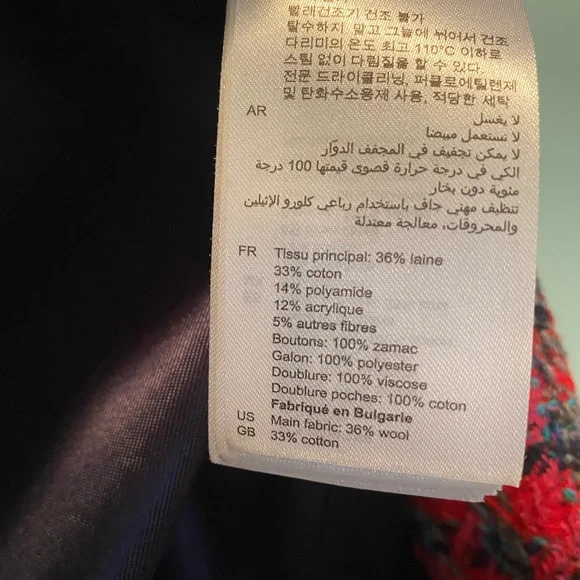 빨래건조기 건조 불가
탈수하지 말고 그늘에 뉘어서 건조
다리미의 온도 최고 110°C 이하로
스팀 없이 다림질을 할 수 있다
전문 드라이클리닝, 퍼클로에틸렌제
및 탄화수소용제 사용, 적당한 세탁
AR
لا يغسل
لا تستعمل مبيضا
لا يمكن تجفيف في المجفف الدوّار
الكي في درجة حرارة قصوى قيمتها 100 درجة
مئوية دون بخار
تنظيف مهني جاف باستخدام رباعي كلورو الإثيلين
والمحروقات، معالجة معتدلة
FR Tissu principal: 36% laine
33% coton
14% polyamide
12% acrylique
5% autres fibres
Boutons: 100% zamac
Galon: 100% polyester
Doublure: 100% viscose
Doublure poches: 100% coton
Fabriqué en Bulgarie
US Main fabric: 36% wool
GB 33% cotton